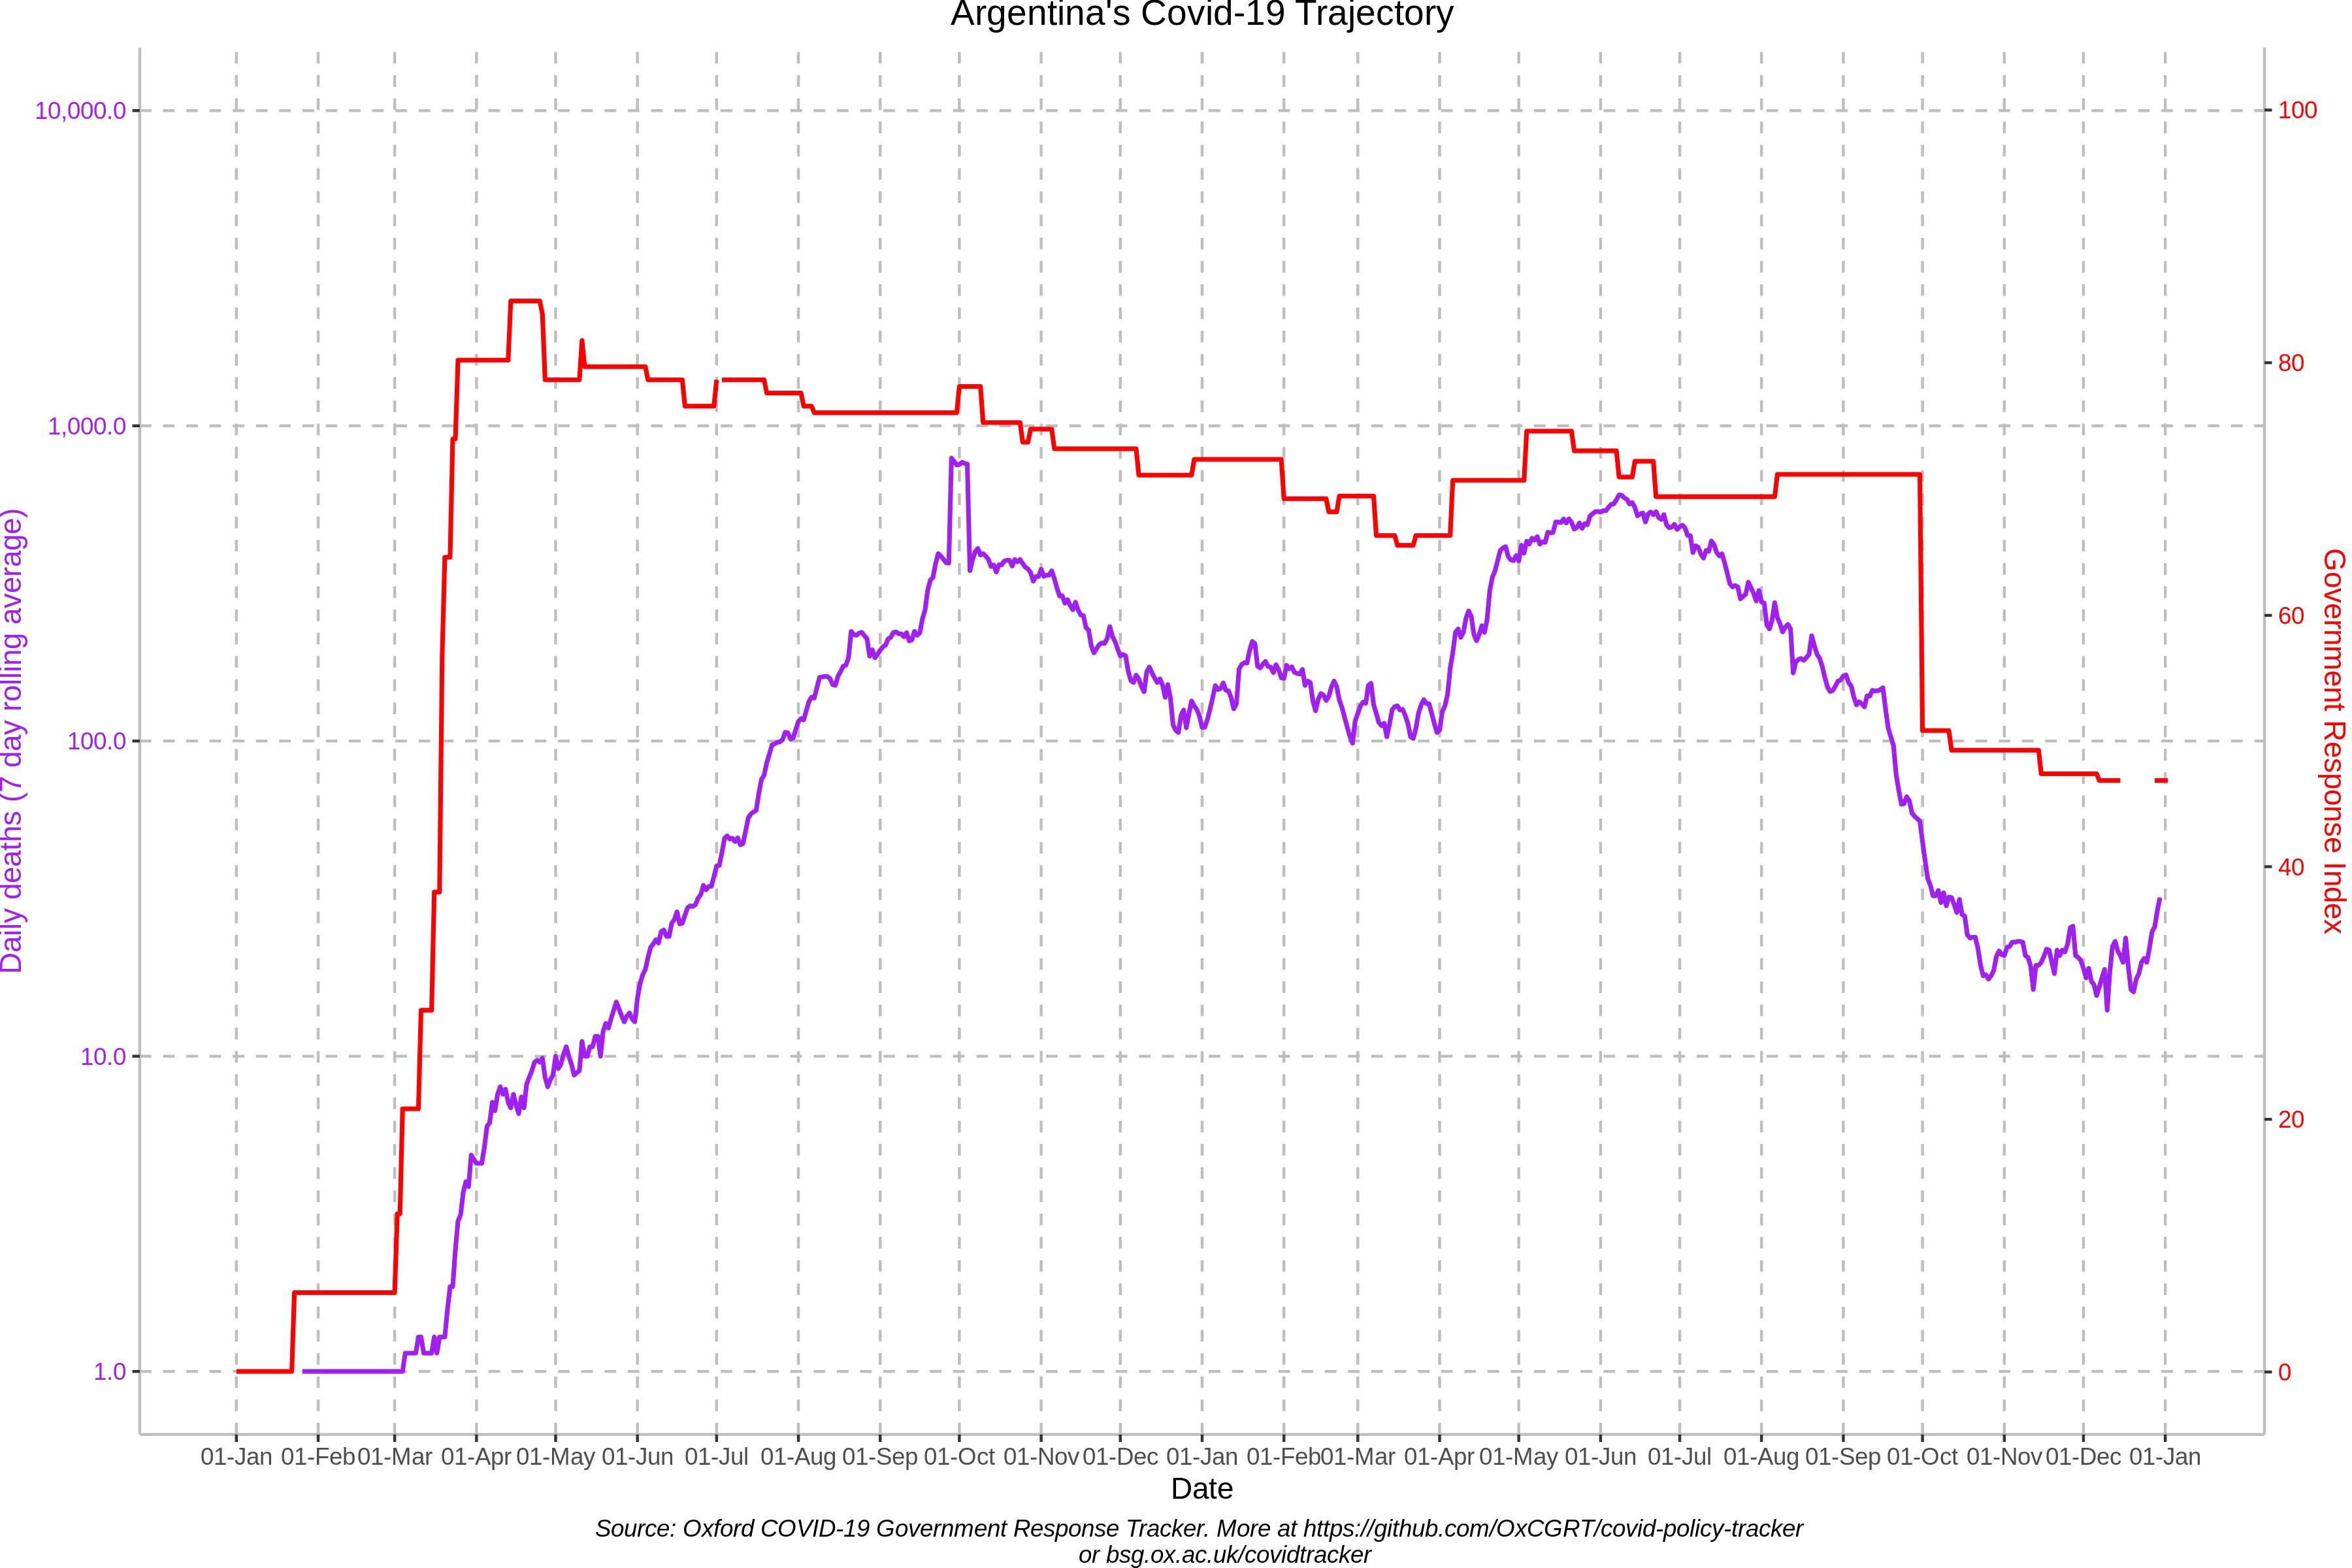 Argentina's Covid-19 Trajectory
10,000.0
1,000.0
100.0
10.0
1.0
Daily deaths (7 day rolling average)
100
80
60
40
20
0
Government Response Index
01-Jan 01-Feb 01-Mar 01-Apr 01-May 01-Jun 01-Jul 01-Aug 01-Sep 01-Oct 01-Nov 01-Dec 01-Jan 01-Feb 01-Mar 01-Apr 01-May 01-Jun 01-Jul 01-Aug 01-Sep 01-Oct 01-Nov 01-Dec 01-Jan
Date
Source: Oxford COVID-19 Government Response Tracker. More at https://github.com/OxCGRT/covid-policy-tracker
or bsg.ox.ac.uk/covidtracker